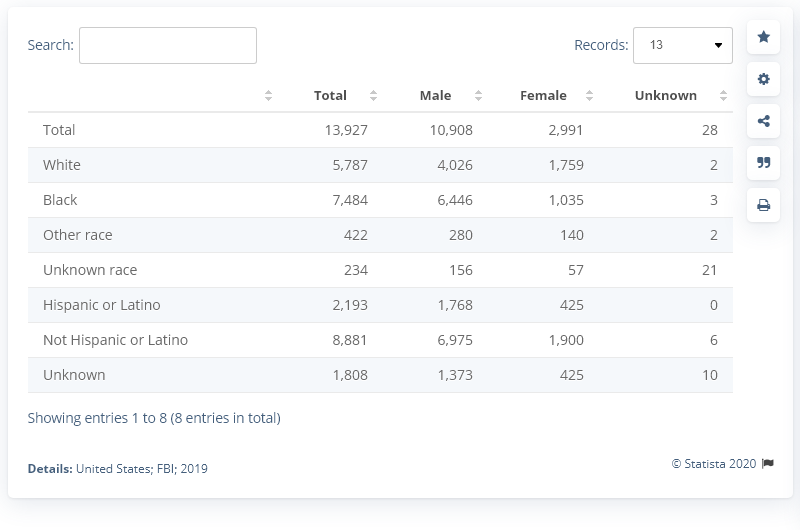 Search: Records: 13
Total Male Female Unknown
Total 13,927 10,908 2,991 28
White 5,787 4,026 1,759 2
Black 7,484 6,446 1,035 3
Other race 422 280 140 2
Unknown race 234 156 57 21
Hispanic or Latino 2,193 1,768 425 0
Not Hispanic or Latino 8,881 6,975 1,900 6
Unknown 1,808 1,373 425 10
Showing entries 1 to 8 (8 entries in total)
Details: United States; FBI; 2019
© Statista 2020